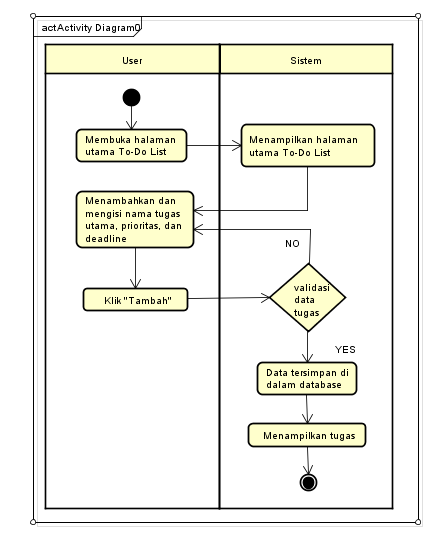 actActivity Diagram0
User
Sistem
Membuka halaman
utama To-Do List
Menampilkan halaman
utama To-Do List
Menambahkan dan
mengisi nama tugas
utama, prioritas, dan
deadline
NO
Klik "Tambah"
validasi
data
tugas
YES
Data tersimpan di
dalam database
Menampilkan tugas